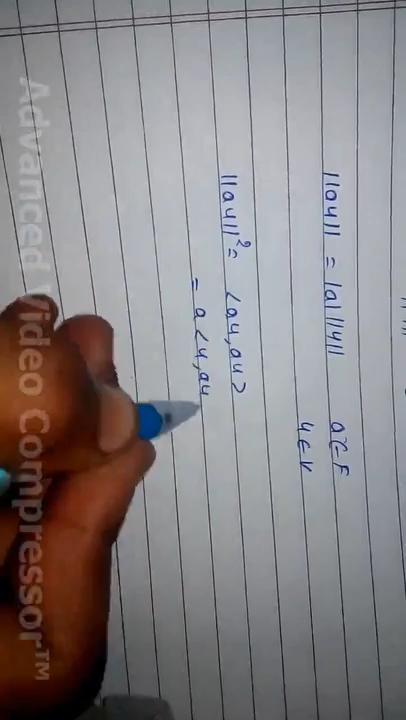 ||au|| = |a| ||u|| a∈F
u∈V
||au||² = <au, au>
= a<u, au
Advanced Video Compressor™